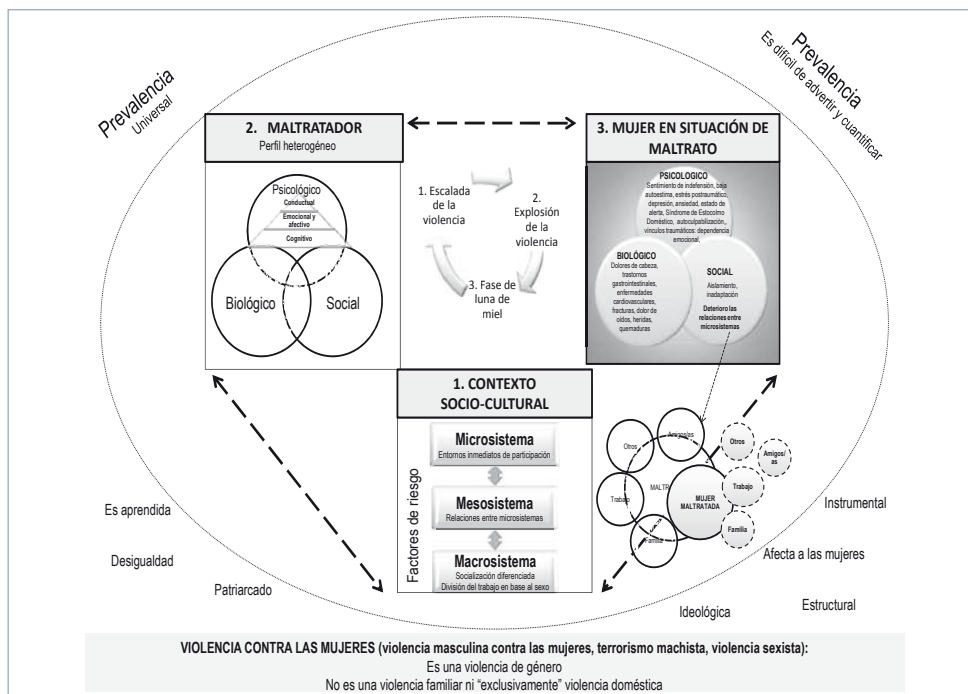 Prevalencia
Universal
Prevalencia
Es difícil de advertir y cuantificar
2. MALTRATADOR
Perfil heterogéneo
Psicológico
Conductual
Emocional y
afectivo
Cognitivo
Biológico
Social
1. Escalada
de la
violencia
2.
Explosión
de la
violencia
3. Fase de
luna de
miel
3. MUJER EN SITUACIÓN DE
MALTRATO
PSICOLOGICO
Sentimiento de indefensión, baja
autoestima, estrés postraumático,
depresión, ansiedad, estado de
alerta, Síndrome de Estocolmo
Doméstico, autoculpabilización,,
vínculos traumáticos: dependencia
emocional,
BIOLÓGICO
Dolores de cabeza,
trastornos
gastrointestinales,
enfermedades
cardiovasculares,
fracturas, dolor de
oídos, heridas,
quemaduras
SOCIAL
Aislamiento,
inadaptación
Deterioro las
relaciones entre
microsistemas
1. CONTEXTO
SOCIO-CULTURAL
Factores de riesgo
Microsistema
Entornos inmediatos de participación
Mesosistema
Relaciones entre microsistemas
Macrosistema
Socialización diferenciada
División del trabajo en base al sexo
Otros
Amigos/as
Trabajo
Familia
MALTR
MUJER
MALTRATADA
Otros
Amigos/
as
Trabajo
Familia
Es aprendida
Desigualdad
Patriarcado
Instrumental
Afecta a las mujeres
Ideológica
Estructural
VIOLENCIA CONTRA LAS MUJERES (violencia masculina contra las mujeres, terrorismo machista, violencia sexista):
Es una violencia de género
No es una violencia familiar ni “exclusivamente” violencia doméstica